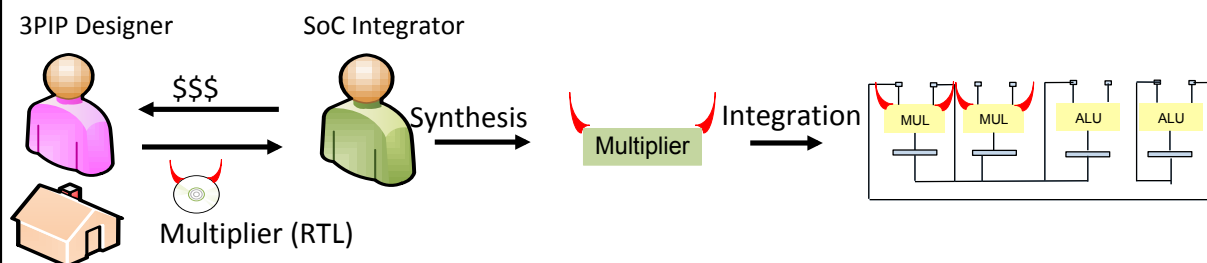 3PIP Designer
SoC Integrator
$$$
Synthesis
Multiplier
Integration
MUL
MUL
ALU
ALU
Multiplier (RTL)